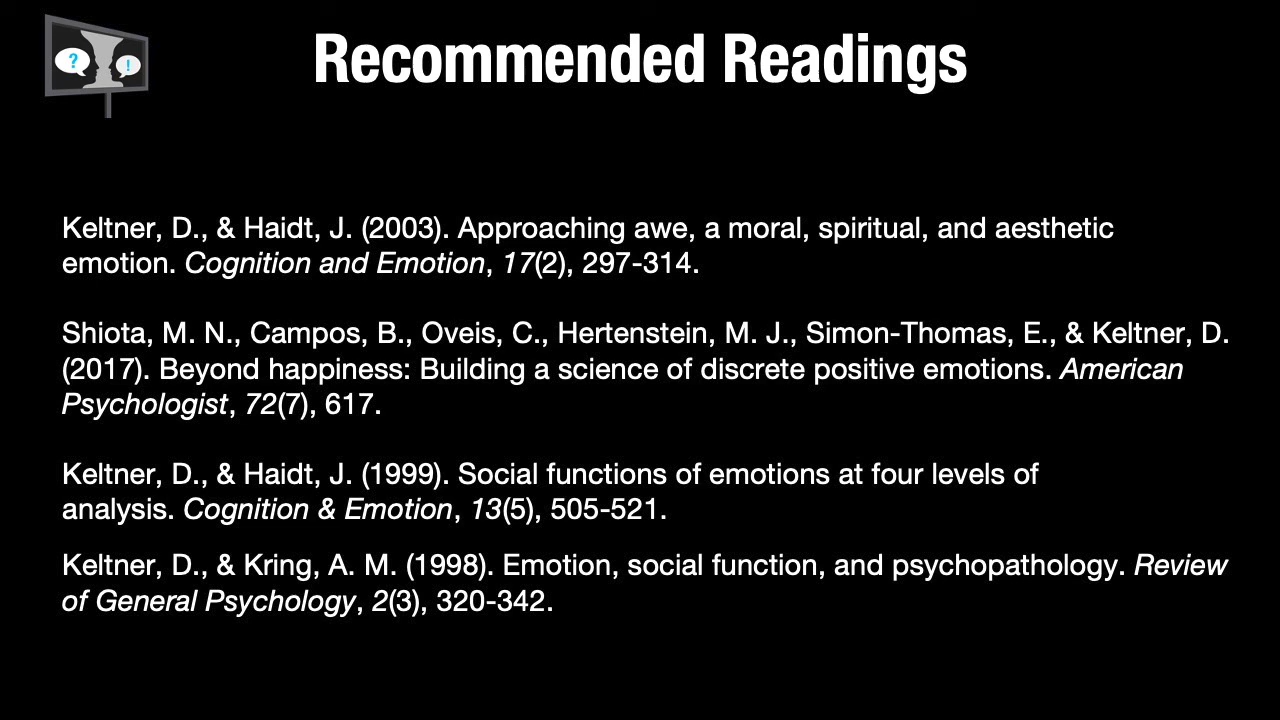 ? !
Recommended Readings
Keltner, D., & Haidt, J. (2003). Approaching awe, a moral, spiritual, and aesthetic
emotion. Cognition and Emotion, 17(2), 297-314.
Shiota, M. N., Campos, B., Oveis, C., Hertenstein, M. J., Simon-Thomas, E., & Keltner, D.
(2017). Beyond happiness: Building a science of discrete positive emotions. American
Psychologist, 72(7), 617.
Keltner, D., & Haidt, J. (1999). Social functions of emotions at four levels of
analysis. Cognition & Emotion, 13(5), 505-521.
Keltner, D., & Kring, A. M. (1998). Emotion, social function, and psychopathology. Review
of General Psychology, 2(3), 320-342.